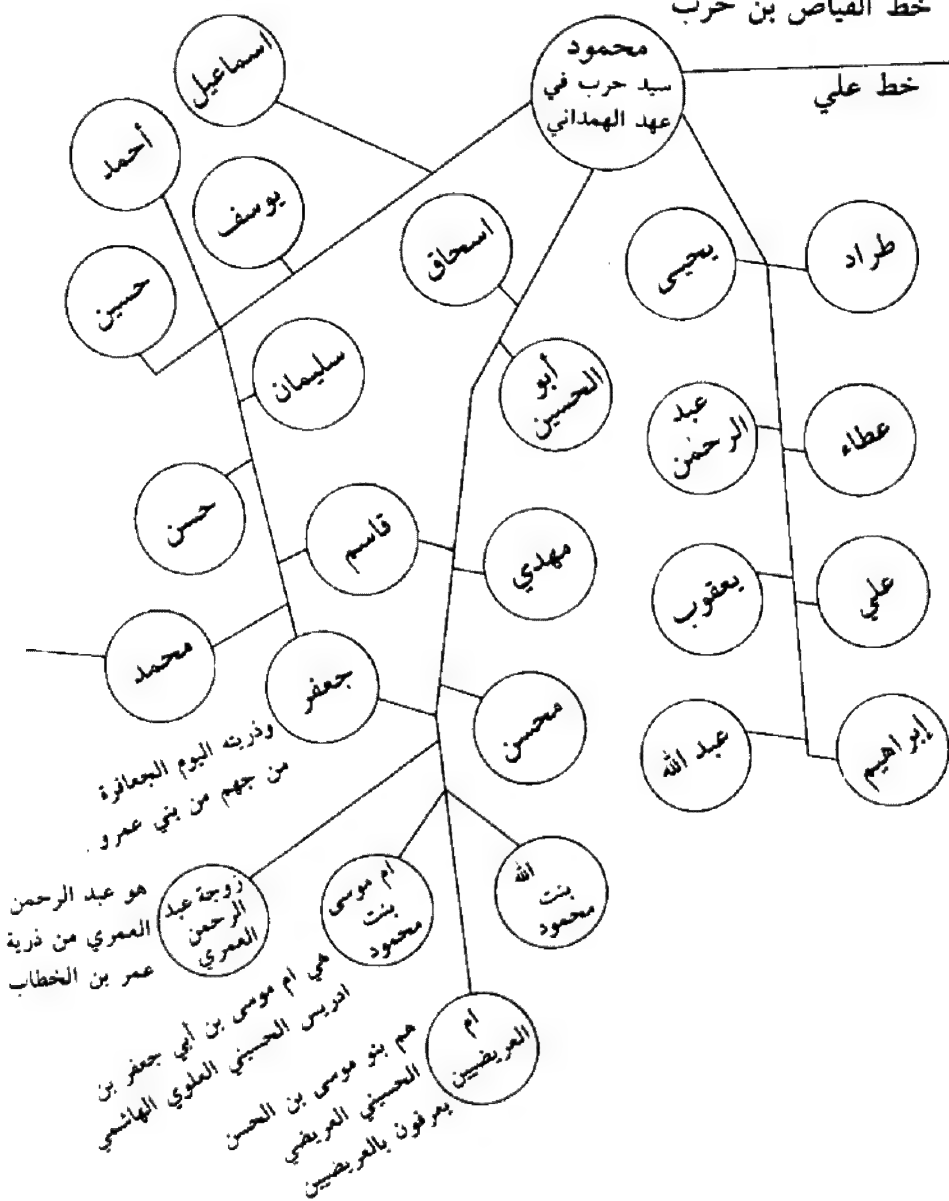 خط الفياض بن حرب
خط علي
محمود
سيد حرب في
عهد الهمداني
اسماعيل
أحمد
يوسف
اسحاق
يحيى
طراد
حسين
سليمان
أبو
الحسين
عبد
الرحمن
عطاء
حسن
قاسم
مهدي
يعقوب
علي
محمد
جعفر
محسن
عبد الله
إبراهيم
وذريته اليوم الجعافرة
من جهم من بني عمرو .
زوجة عبد
الرحمن
العمري
هو عبد الرحمن
العمري من ذرية
عمر بن الخطاب
ام موسى
بنت
محمود
هي ام موسى بن أبي جعفر بن
ادريس الحسيني العلوي الهاشمي
الله
بنت
محمود
ام
العريضيين
هم بنو موسى بن الحسن
الحسيني العريضي
يعرفون بالعريضيين